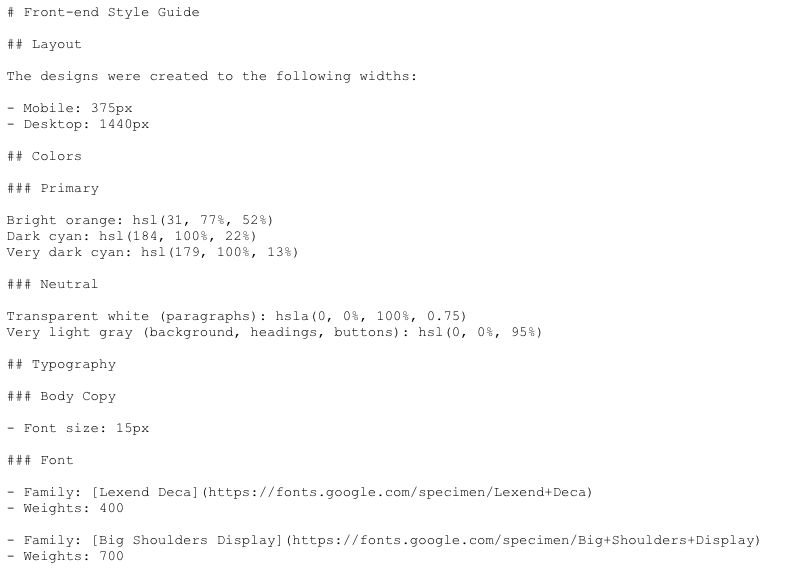 # Front-end Style Guide
## Layout
The designs were created to the following widths:
- Mobile: 375px
- Desktop: 1440px
## Colors
### Primary
Bright orange: hsl(31, 77%, 52%)
Dark cyan: hsl(184, 100%, 22%)
Very dark cyan: hsl(179, 100%, 13%)
### Neutral
Transparent white (paragraphs): hsla(0, 0%, 100%, 0.75)
Very light gray (background, headings, buttons): hsl(0, 0%, 95%)
## Typography
### Body Copy
- Font size: 15px
### Font
- Family: [Lexend Deca](https://fonts.google.com/specimen/Lexend+Deca)
- Weights: 400
- Family: [Big Shoulders Display](https://fonts.google.com/specimen/Big+Shoulders+Display)
- Weights: 700